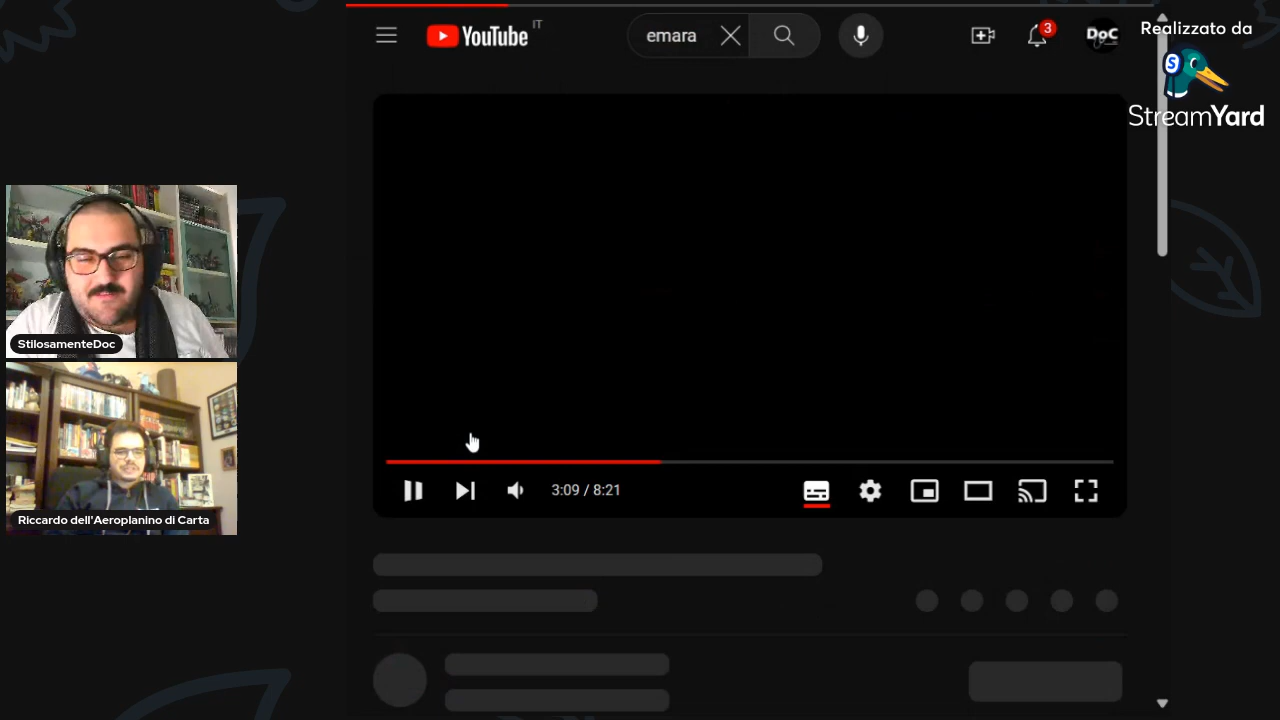 YouTube
IT
emara
3
DoC
Realizzato da
S
StreamYard
StilosamenteDoc
Riccardo dell'Aeroplanino di Carta
3:09 / 8:21